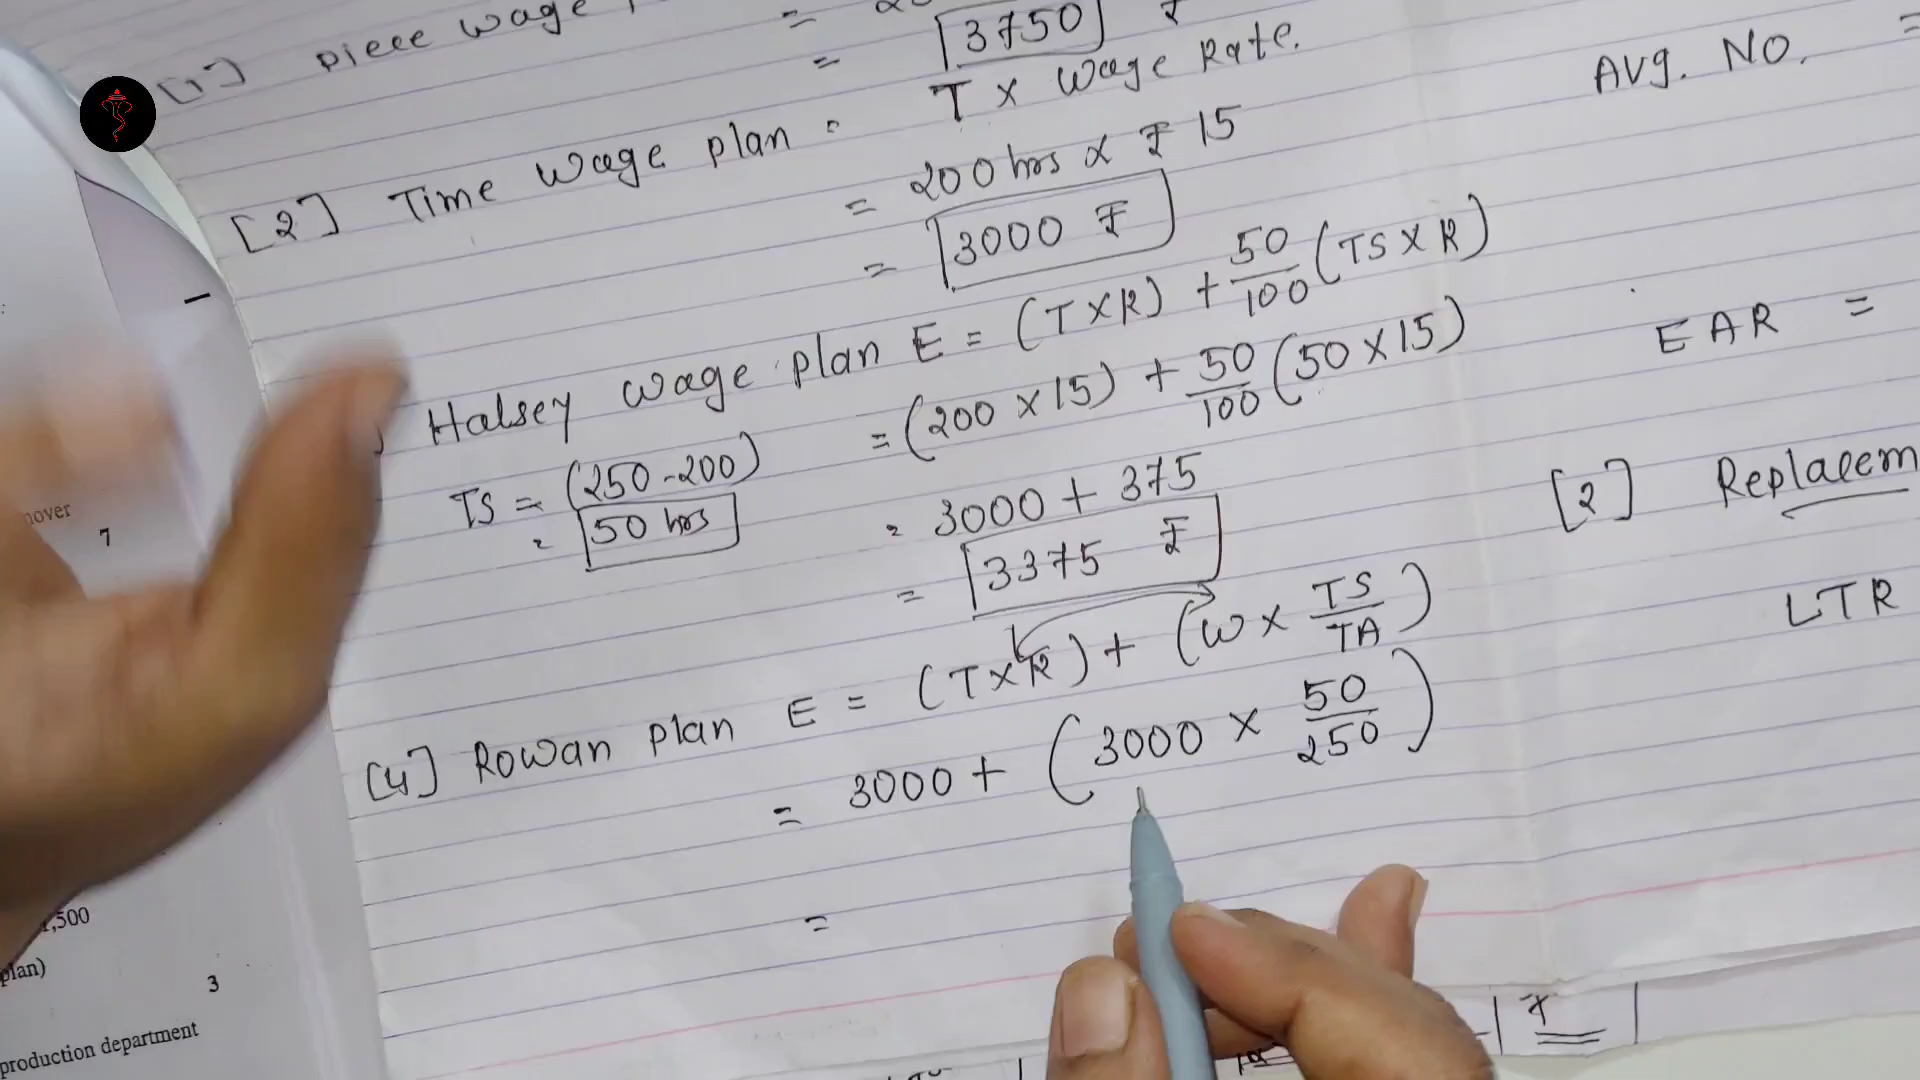 [1] Piece wage
=
= 3750 ₹
[2] Time wage plan = T × Wage Rate.
= 200 hrs × ₹ 15
= 3000 ₹
Halsey wage plan E = (T×R) + 50/100 (TS×R)
= (200×15) + 50/100 (50×15)
TS = (250-200)
= 50 hrs
= 3000 + 375
= 3375 ₹
[4] Rowan plan E = (T×R) + (W × TS/TA)
= 3000 + (3000 × 50/250)
=
Avg. No. =
EAR =
[2] Replacem
LTR
nover
7
1,500
plan)
3
production department
₹